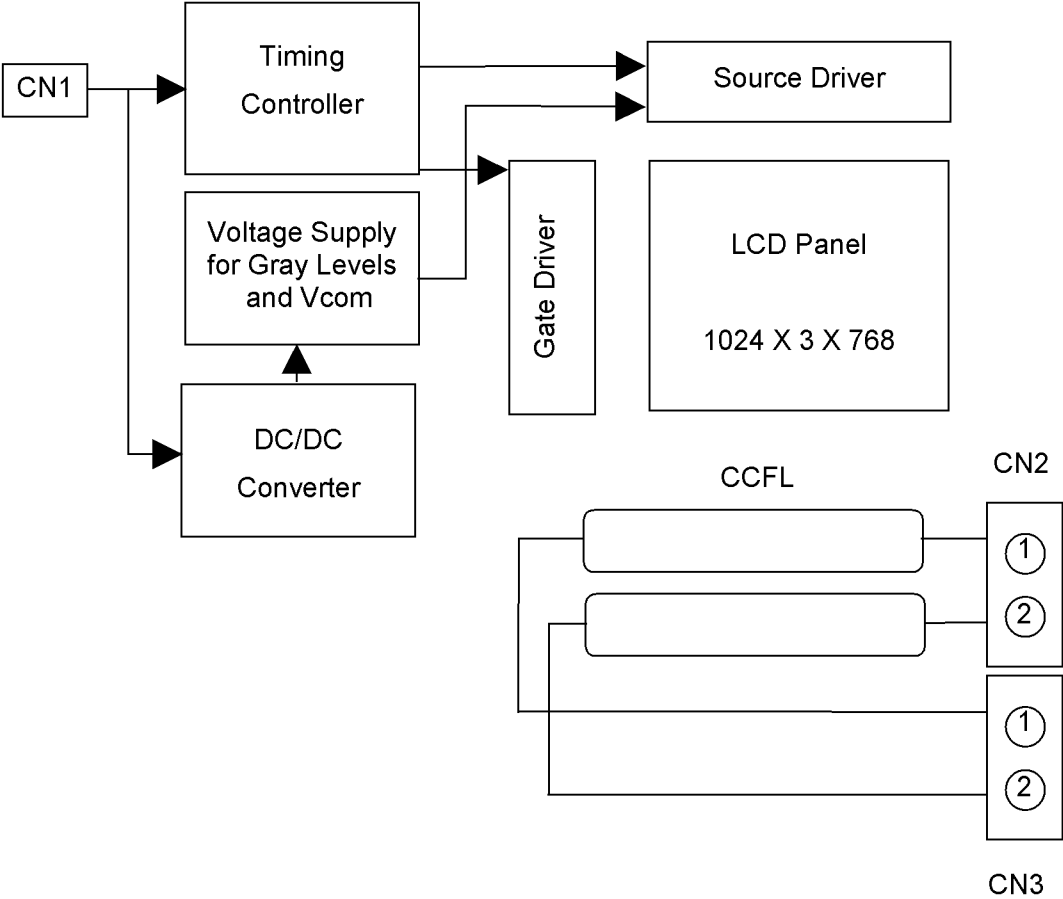 CN1
Timing
Controller
Source Driver
Voltage Supply
for Gray Levels
and Vcom
Gate Driver
LCD Panel
1024 X 3 X 768
DC/DC
Converter
CCFL
CN2
1
2
1
2
CN3